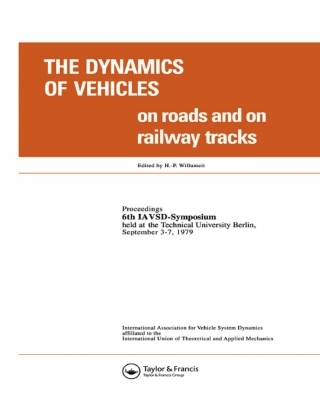 THE DYNAMICS
OF VEHICLES
on roads and on
railway tracks
Edited by H.-P. Willumeit
Proceedings
6th IAVSD-Symposium
held at the Technical University Berlin,
September 3-7, 1979
International Association for Vehicle System Dynamics
affiliated to the
International Union of Theoretical and Applied Mechanics
Taylor & Francis
Taylor & Francis Group